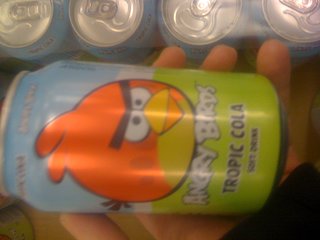 ANGRY BIRDS
TROPIC COLA
SOFT DRINK